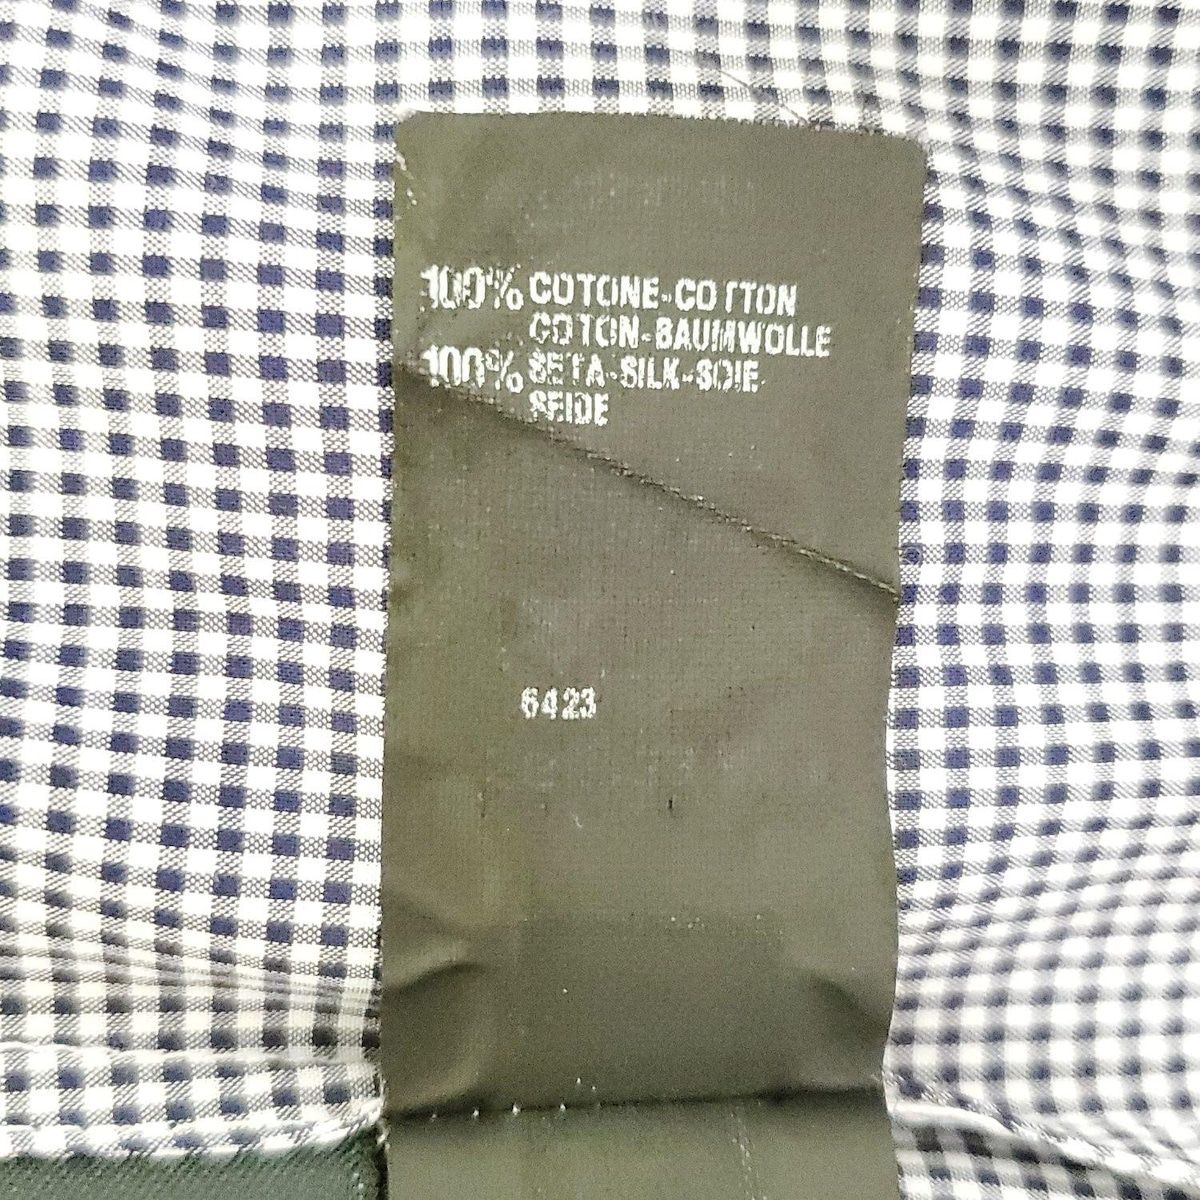 100% COTONE-COTTON
COTON-BAUMWOLLE
100% SETA-SILK-SOIE
SEIDE
6423